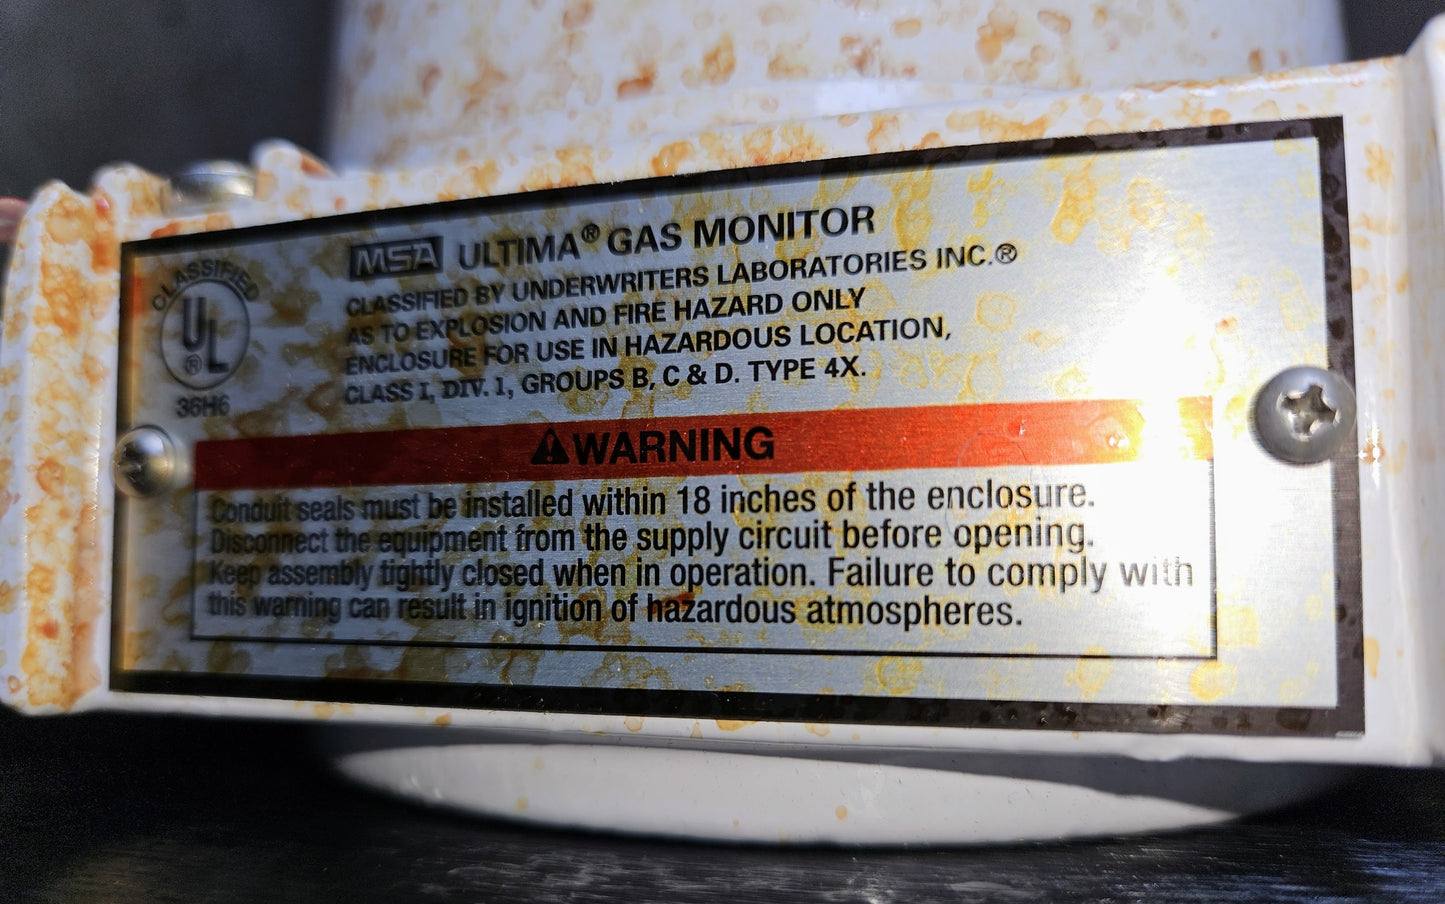 MSA ULTIMA® GAS MONITOR
CLASSIFIED BY UNDERWRITERS LABORATORIES INC.®
AS TO EXPLOSION AND FIRE HAZARD ONLY
ENCLOSURE FOR USE IN HAZARDOUS LOCATION,
CLASS I, DIV. 1, GROUPS B, C & D. TYPE 4X.
CLASSIFIED
UL®
36H6
⚠WARNING
Conduit seals must be installed within 18 inches of the enclosure.
Disconnect the equipment from the supply circuit before opening.
Keep assembly tightly closed when in operation. Failure to comply with
this warning can result in ignition of hazardous atmospheres.